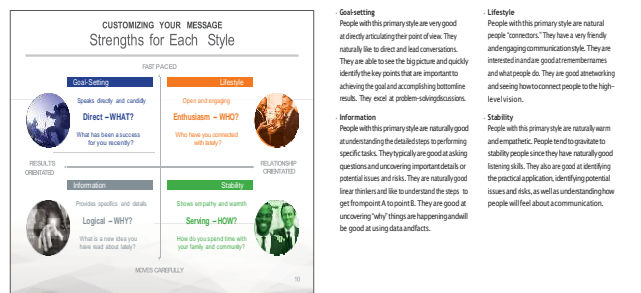 CUSTOMIZING YOUR MESSAGE
Strengths for Each Style
FAST PACED
Goal-Setting
Speaks directly and candidly
Direct – WHAT?
What has been a success
for you recently?
Lifestyle
Open and engaging
Enthusiasm – WHO?
Who have you connected
with lately?
RESULTS
ORIENTATED
RELATIONSHIP
ORIENTATED
Information
Provides specifics and details
Logical – WHY?
What is a new idea you
have read about lately?
Stability
Shows empathy and warmth
Serving – HOW?
How do you spend time with
your family and community?
MOVES CAREFULLY
10
· Goal-setting
People with this primary style are very good
at directly articulating their point of view. They
naturally like to direct and lead conversations.
They are able to see the big picture and quickly
identify the key points that are important to
achieving the goal and accomplishing bottom line
results. They excel at problem-solving discussions.
· Information
People with this primary style are naturally good
at understanding the detailed steps to performing
specific tasks. They typically are good at asking
questions and uncovering important details or
potential issues and risks. They are naturally good
linear thinkers and like to understand the steps to
get from point A to point B. They are good at
uncovering "why" things are happening and will
be good at using data and facts.
· Lifestyle
People with this primary style are natural
people "connectors." They have a very friendly
and engaging communication style. They are
interested in and are good at remember names
and what people do. They are good at networking
and seeing how to connect people to the high–
level vision.
· Stability
People with this primary style are naturally warm
and empathetic. People tend to gravitate to
stability people since they have naturally good
listening skills. They also are good at identifying
the practical application, identifying potential
issues and risks, as well as understanding how
people will feel about a communication.